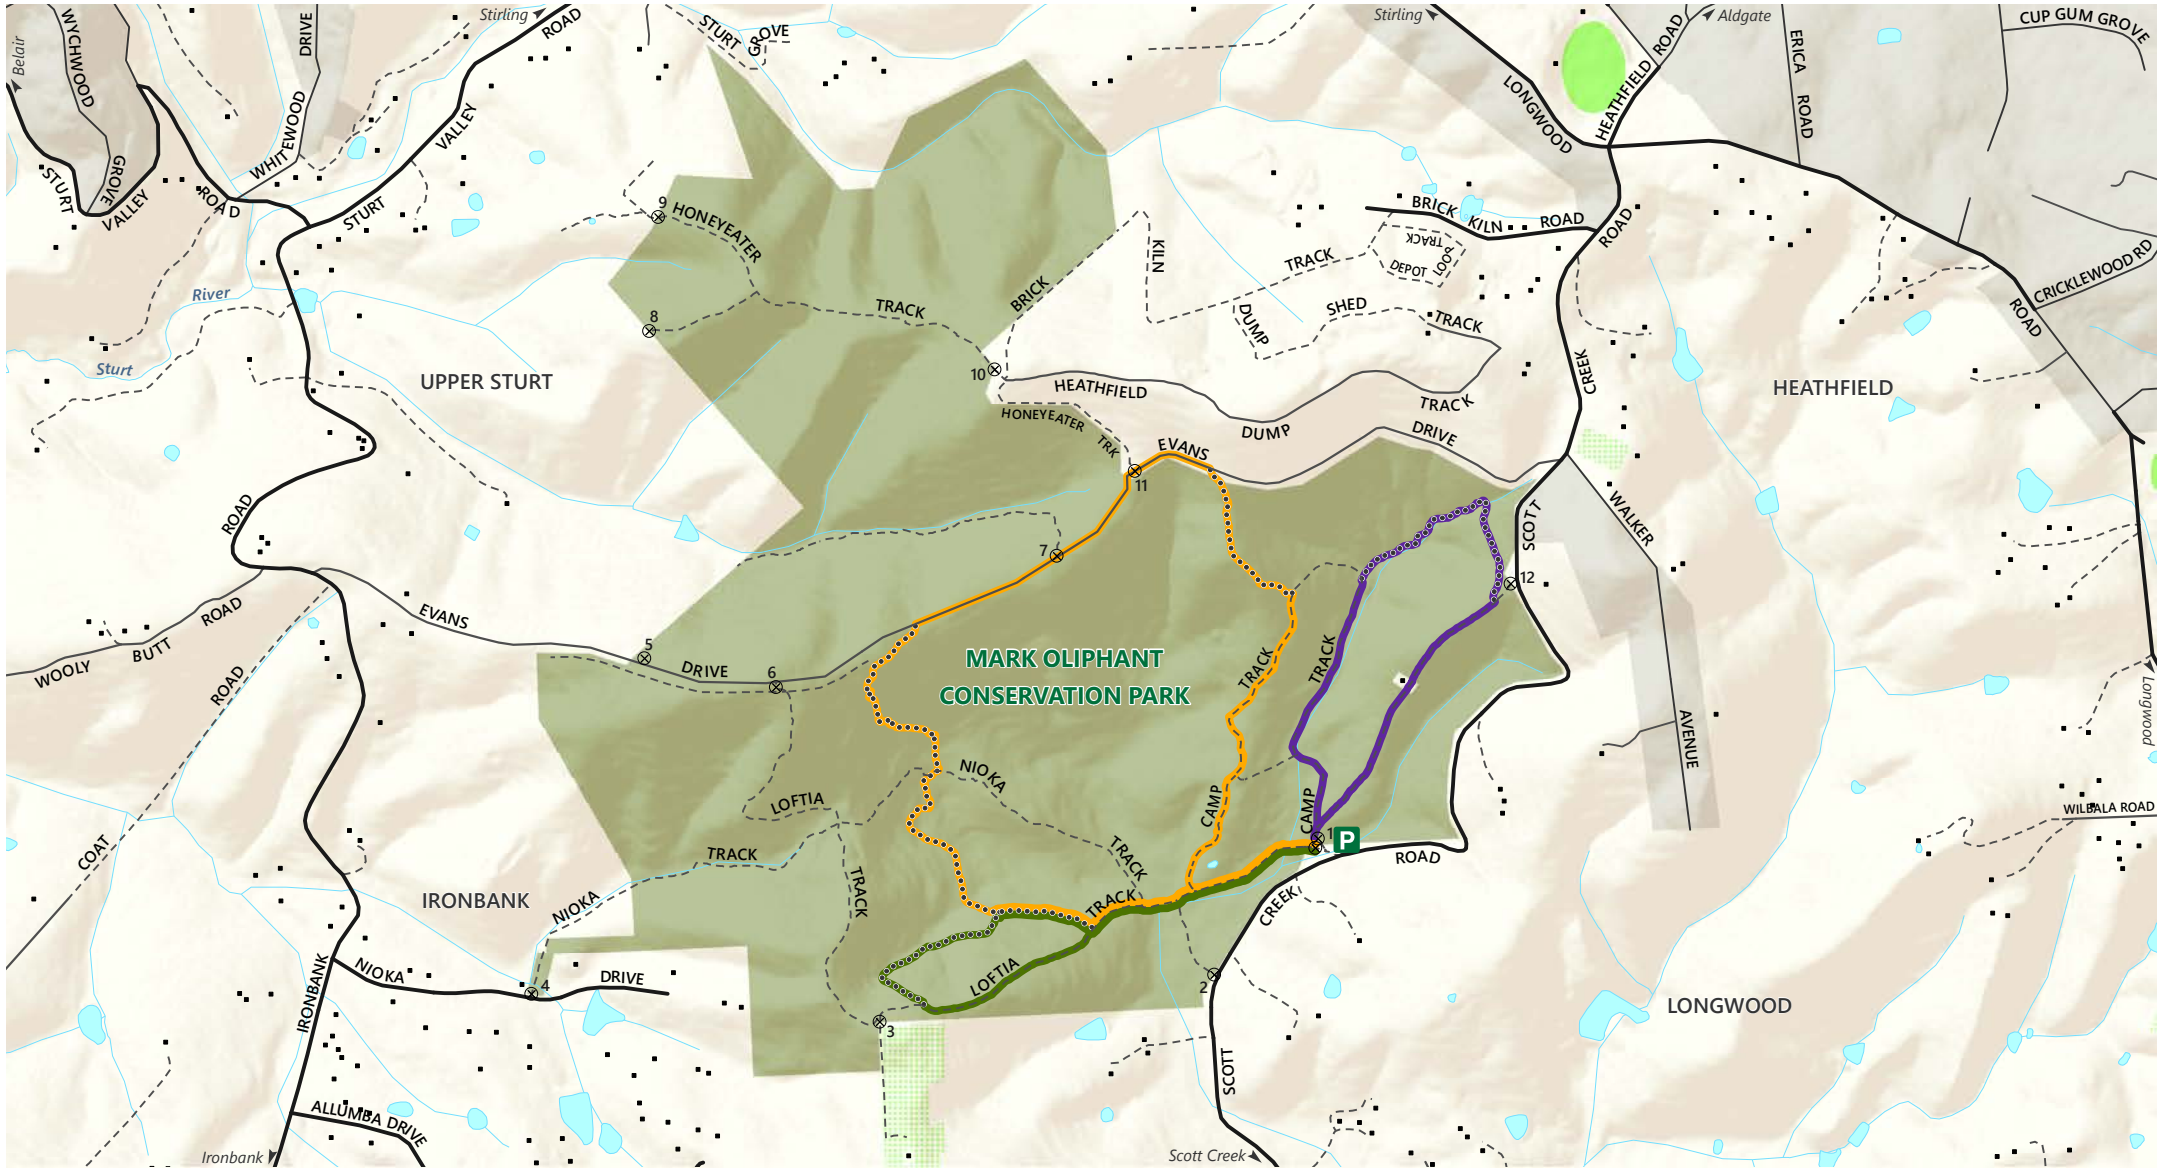 Belair
WYCHWOOD
GROVE
STURT
VALLEY
ROAD
WHITEWOOD
DRIVE
Stirling
ROAD
VALLEY
STURT
STURT
GROVE
Stirling
LONGWOOD
HEATHFIELD
ROAD
Aldgate
ERICA
ROAD
CUP GUM GROVE
CRICKLEWOOD RD
ROAD
River
Sturt
UPPER STURT
9
HONEYEATER
8
TRACK
BRICK
KILN
TRACK
BRICK
KILN
ROAD
ROAD
DEPOT
LOOP
TRACK
DUMP
SHED
TRACK
10
HEATHFIELD
DUMP
TRACK
HONEYEATER
TRK
EVANS
DRIVE
11
CREEK
HEATHFIELD
SCOTT
WALKER
AVENUE
12
7
ROAD
WOOLY
BUTT
ROAD
EVANS
DRIVE
5
6
MARK OLIPHANT
CONSERVATION PARK
TRACK
TRACK
CAMP
CAMP
1
P
ROAD
CREEK
SCOTT
2
NIOKA
TRACK
TRACK
LOFTIA
LOFTIA
TRACK
3
TRACK
NIOKA
ROAD
COAT
IRONBANK
IRONBANK
NIOKA
DRIVE
4
ALLUMBA DRIVE
Ironbank
Scott Creek
LONGWOOD
Longwood
WILBALA ROAD